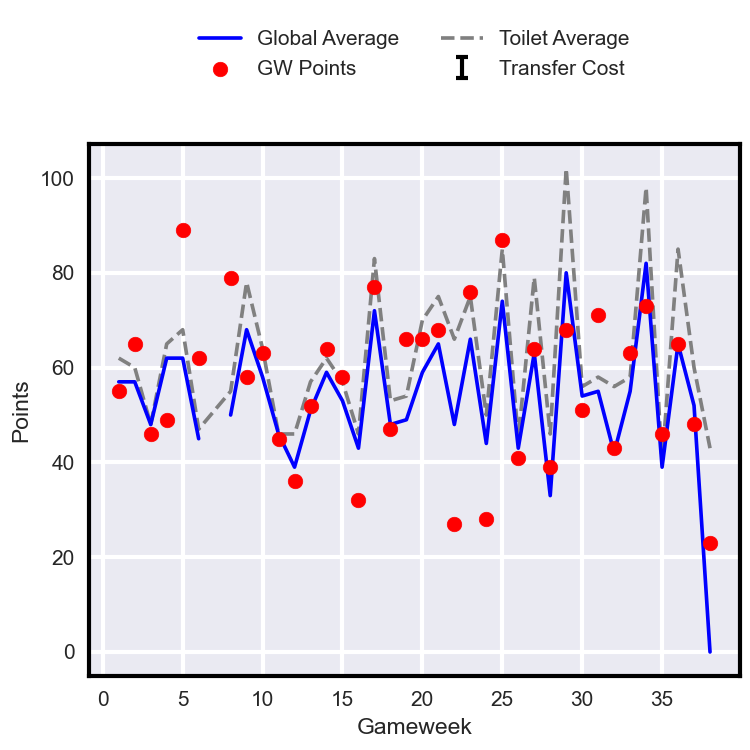 Global Average
Toilet Average
GW Points
Transfer Cost
100
80
60
40
20
0
Points
0 5 10 15 20 25 30 35
Gameweek